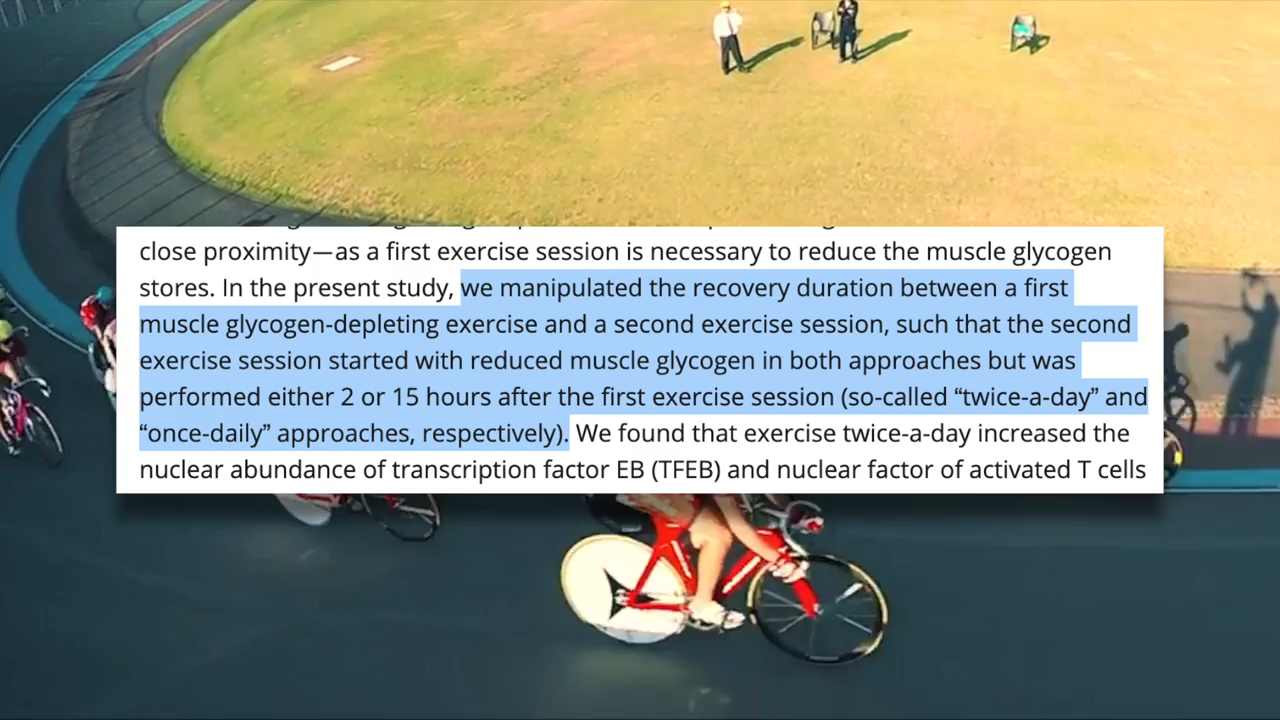 close proximity—as a first exercise session is necessary to reduce the muscle glycogen
stores. In the present study, we manipulated the recovery duration between a first
muscle glycogen-depleting exercise and a second exercise session, such that the second
exercise session started with reduced muscle glycogen in both approaches but was
performed either 2 or 15 hours after the first exercise session (so-called “twice-a-day” and
“once-daily” approaches, respectively). We found that exercise twice-a-day increased the
nuclear abundance of transcription factor EB (TFEB) and nuclear factor of activated T cells